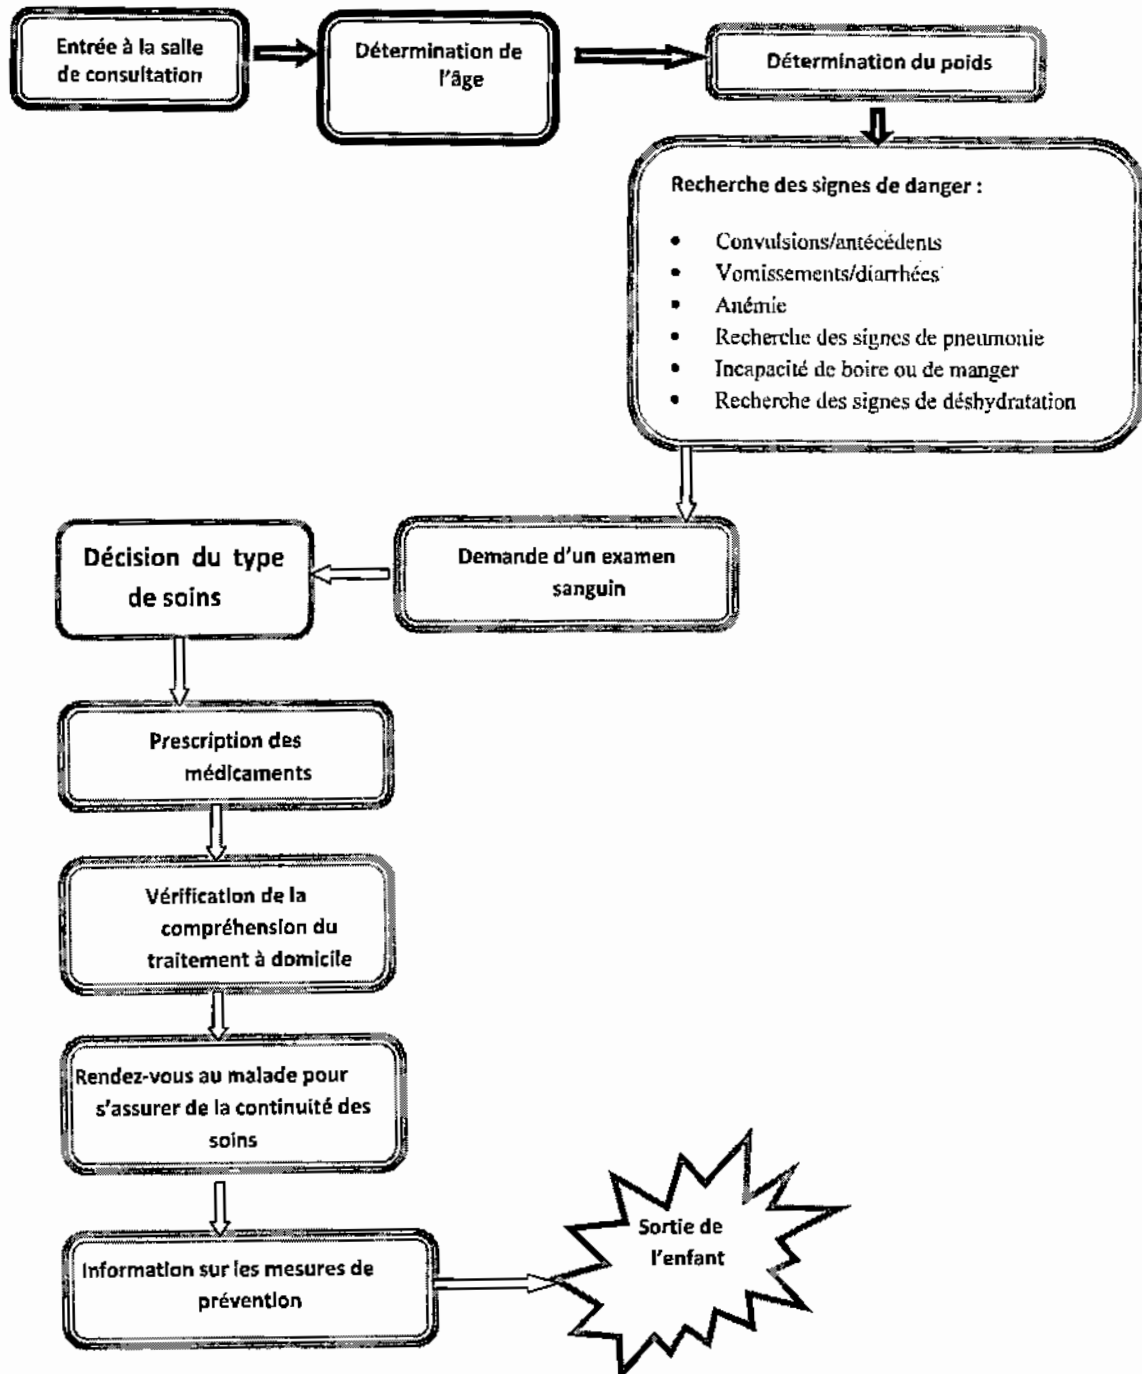 Entrée à la salle
de consultation
Détermination de
l'âge
Détermination du poids
Recherche des signes de danger :
• Convulsions/antécédents
• Vomissements/diarrhées
• Anémie
• Recherche des signes de pneumonie
• Incapacité de boire ou de manger
• Recherche des signes de déshydratation
Demande d'un examen
sanguin
Décision du type
de soins
Prescription des
médicaments
Vérification de la
compréhension du
traitement à domicile
Rendez-vous au malade pour
s'assurer de la continuité des
soins
Information sur les mesures de
prévention
Sortie de
l'enfant